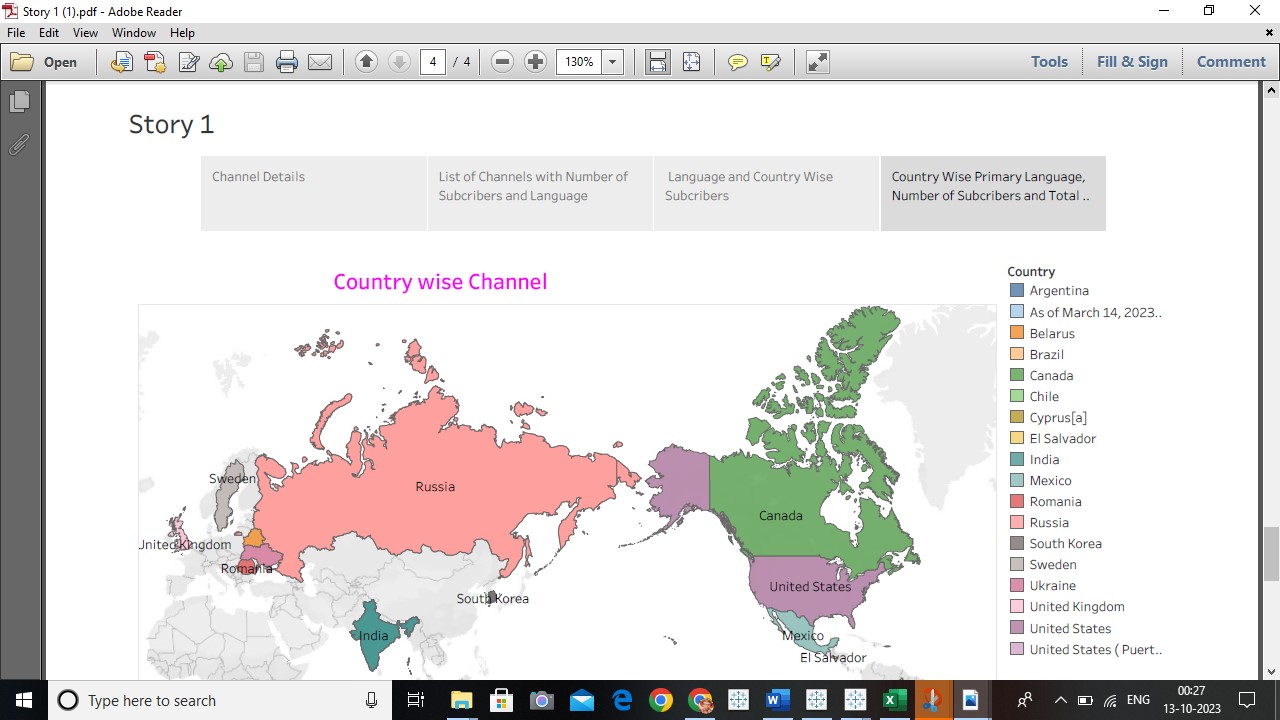 Story 1 (1).pdf - Adobe Reader
File Edit View Window Help
Open 4 / 4 130% Tools Fill & Sign Comment
Story 1
Channel Details
List of Channels with Number of
Subcribers and Language
Language and Country Wise
Subcribers
Country Wise Primary Language,
Number of Subcribers and Total ..
Country wise Channel
Sweden
Russia
United Kingdom
Romania
South Korea
India
Canada
United States
Mexico
El Salvador
Country
Argentina
As of March 14, 2023..
Belarus
Brazil
Canada
Chile
Cyprus[a]
El Salvador
India
Mexico
Romania
Russia
South Korea
Sweden
Ukraine
United Kingdom
United States
United States ( Puert..
Type here to search
ENG
00:27
13-10-2023